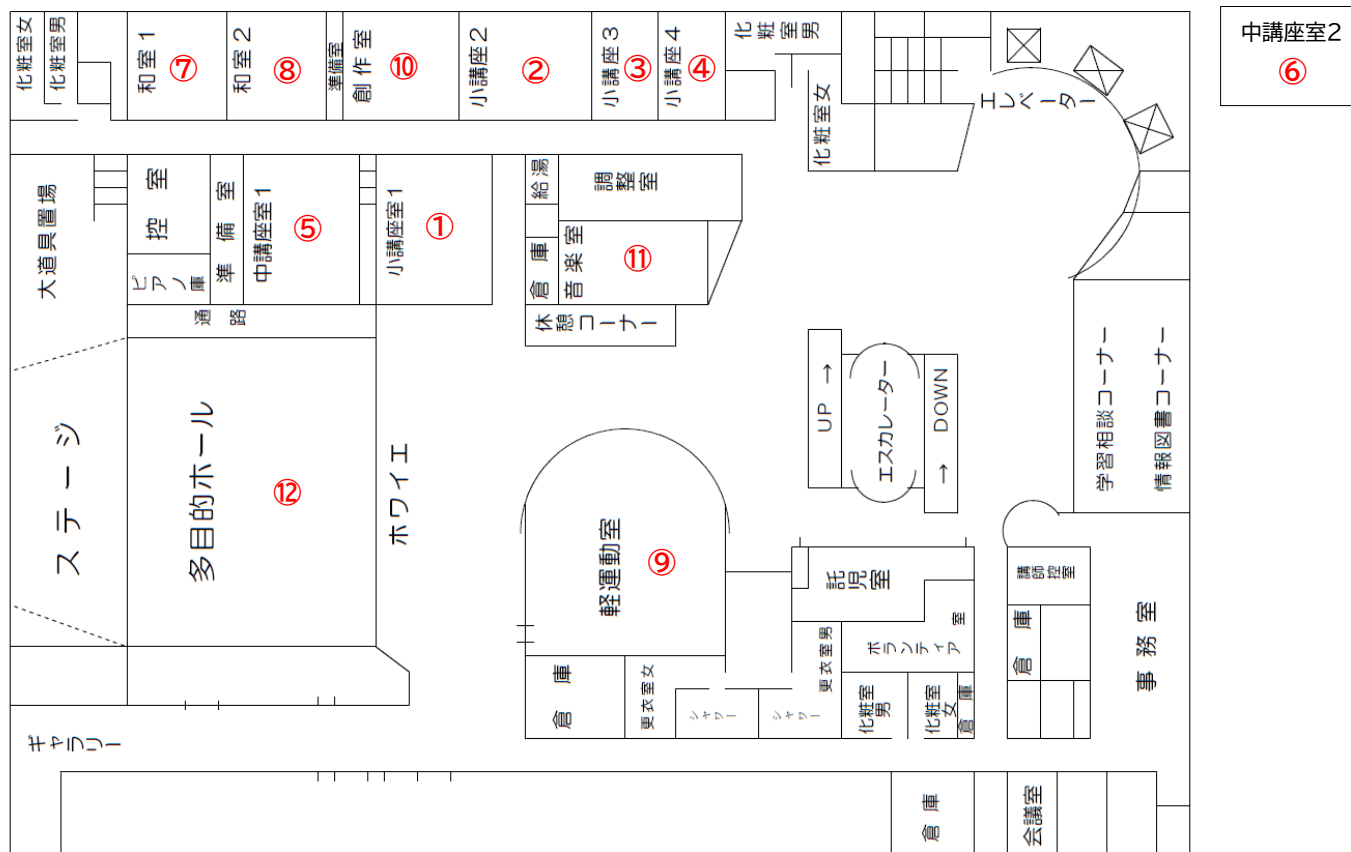 化粧室女
化粧室男
和室1
⑦
和室2
⑧
準備室
創作室
⑩
小講座2
②
小講座3
③
小講座4
④
化粧室男
化粧室女
エレベーター
中講座室2
⑥
大道具置場
控室
ピアノ庫
準備室
中講座室1
⑤
小講座室1
①
給湯
調整室
倉庫
音楽室
⑪
休憩コーナー
通路
ステージ
多目的ホール
⑫
ホワイエ
軽運動室
⑨
UP →
エスカレーター
→ DOWN
学習相談コーナー
情報図書コーナー
託児室
講師控室
倉庫
更衣室女
シャワー
シャワー
更衣室男
ボランティア室
化粧室男
化粧室女
倉庫
倉庫
事務室
ギャラリー
倉庫
会議室